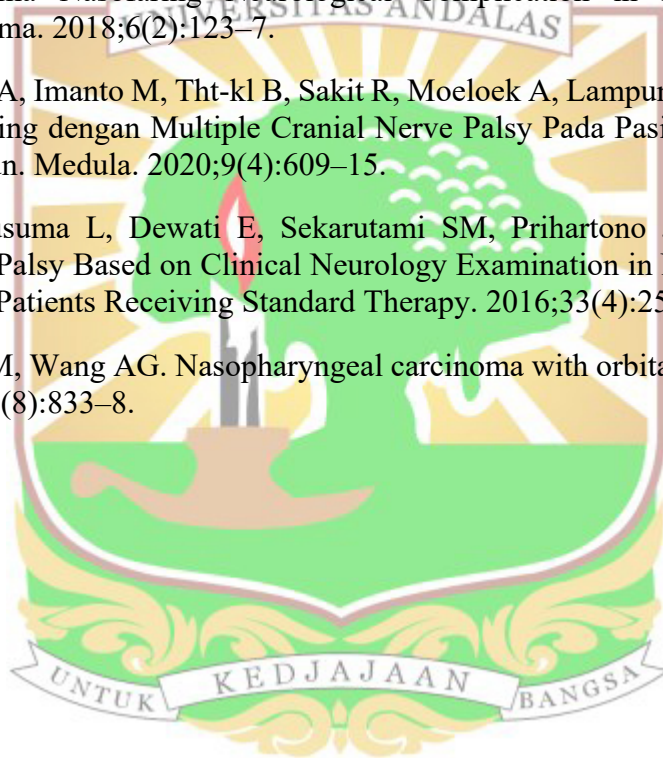 UNIVERSITAS ANDALAS
ma. 2018;6(2):123–7.
A, Imanto M, Tht-kl B, Sakit R, Moeloek A, Lampun
ing dengan Multiple Cranial Nerve Palsy Pada Pasi
un. Medula. 2020;9(4):609–15.
usuma L, Dewati E, Sekarutami SM, Prihartono
Palsy Based on Clinical Neurology Examination in
Patients Receiving Standard Therapy. 2016;33(4):25
M, Wang AG. Nasopharyngeal carcinoma with orbita
(8):833–8.
UNTUK KEDJAJAAN BANGSA